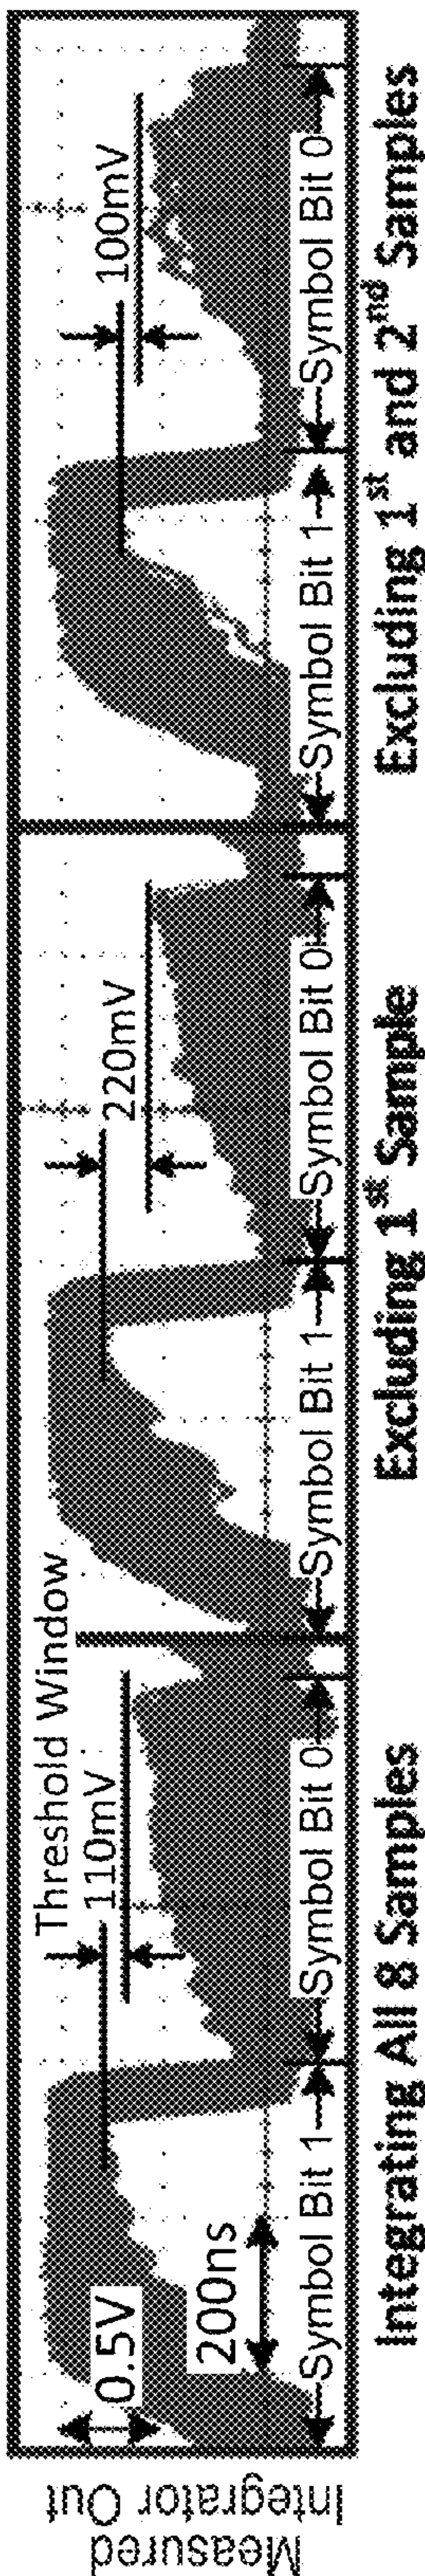 Measured
Integrator Out
0.5V
200ns
Threshold Window
110mV
220mV
100mV
Symbol Bit 1
Symbol Bit 0
Symbol Bit 1
Symbol Bit 0
Symbol Bit 1
Symbol Bit 0
Integrating All 8 Samples
Excluding 1st Sample
Excluding 1st and 2nd Samples